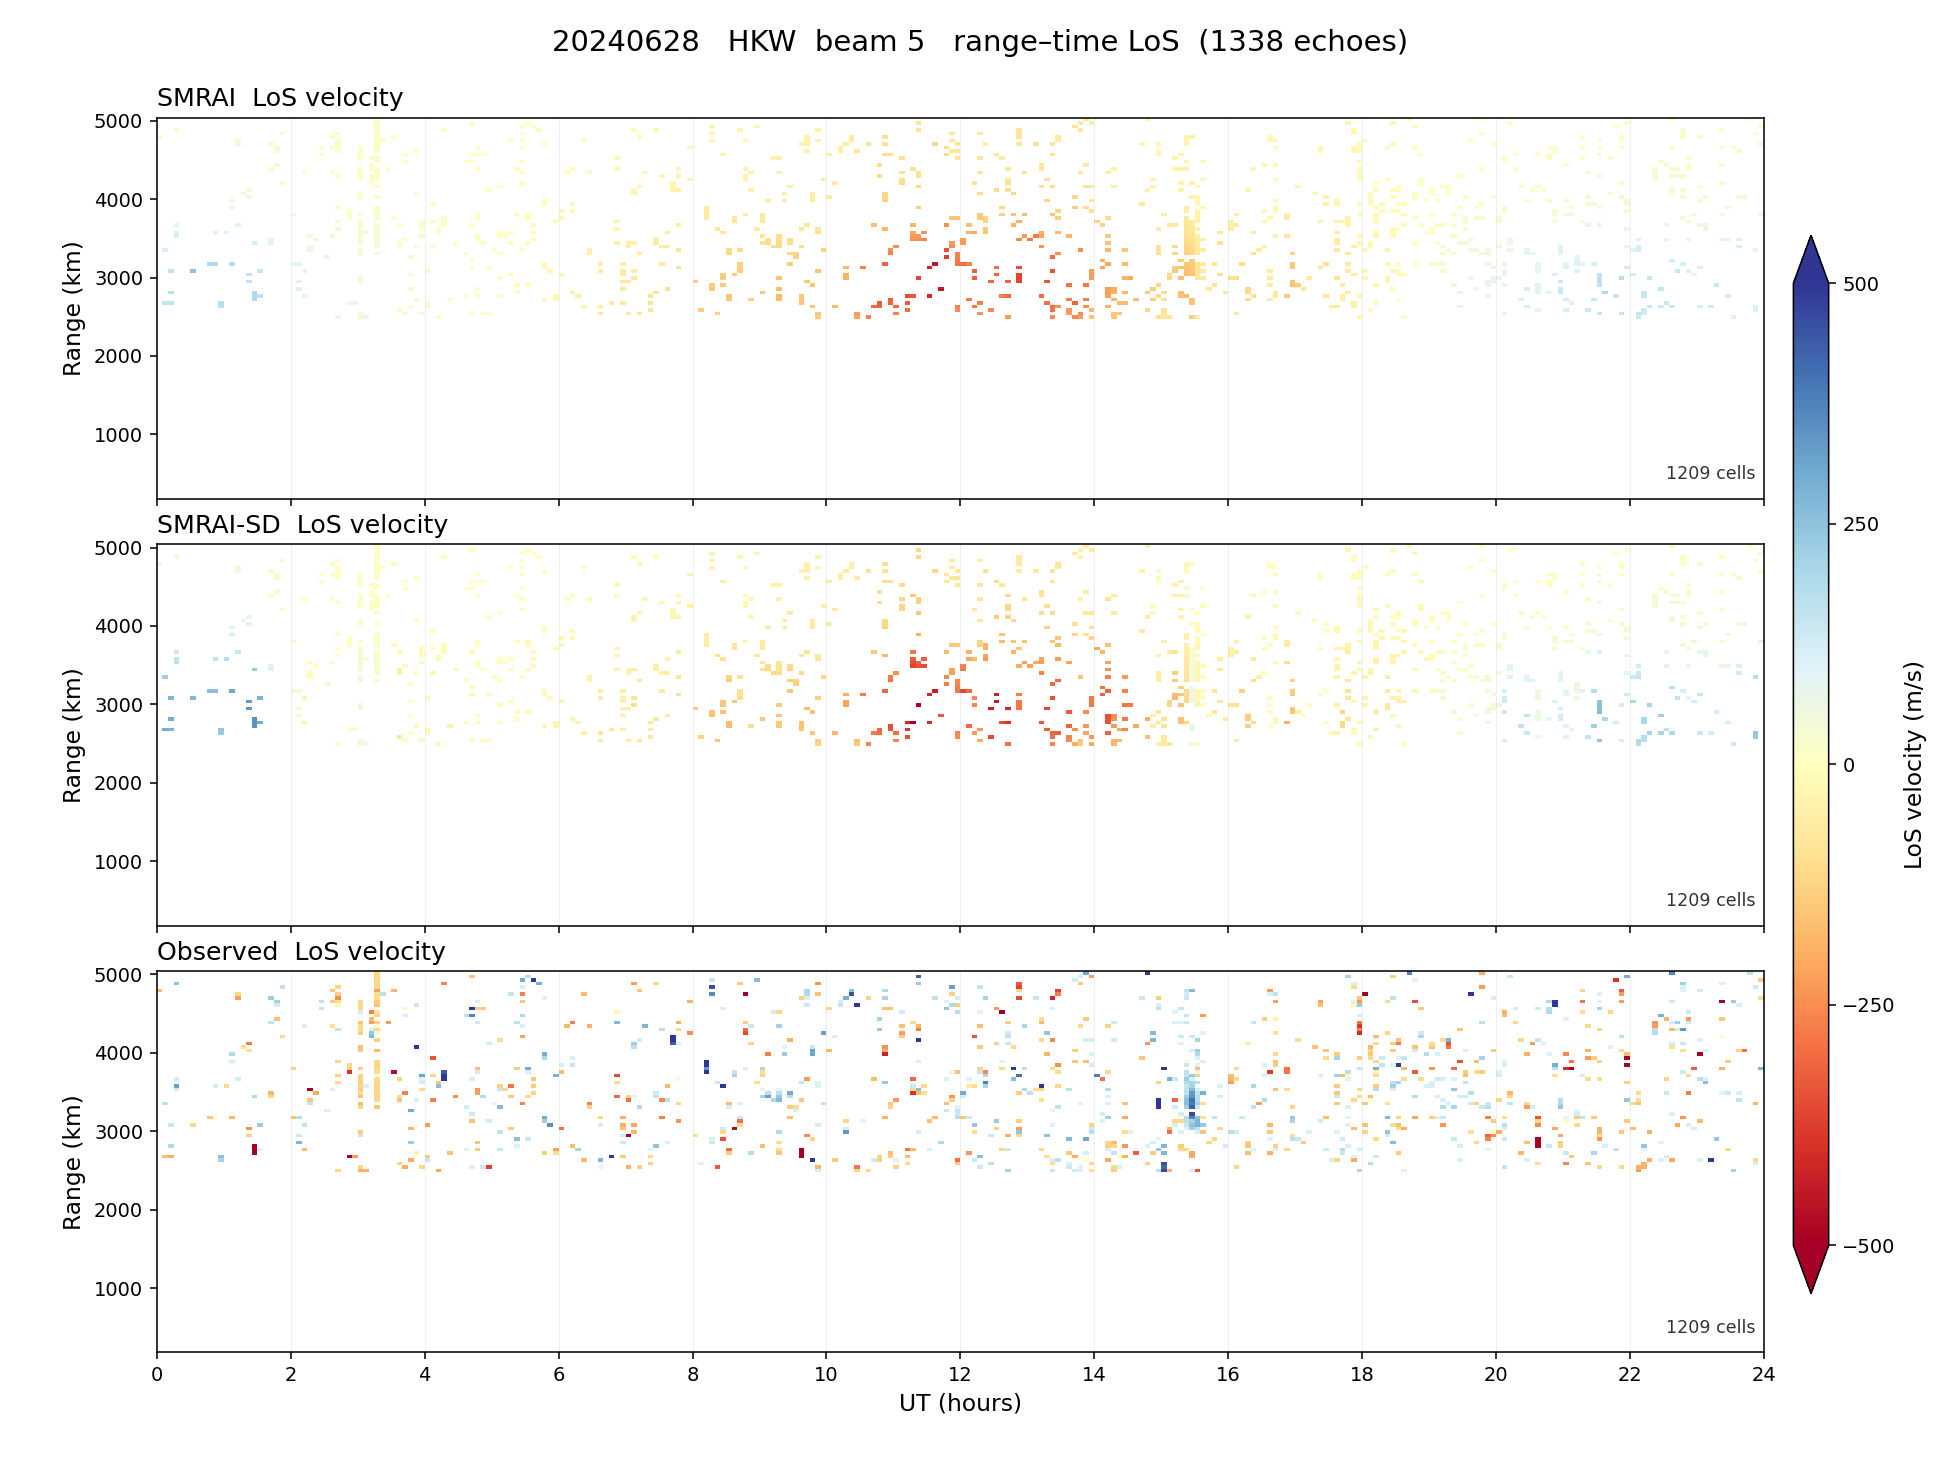 20240628   HKW  beam 5   range–time LoS  (1338 echoes)
SMRAI  LoS velocity
5000
4000
3000
2000
1000
Range (km)
1209 cells
SMRAI-SD  LoS velocity
5000
4000
3000
2000
1000
Range (km)
1209 cells
Observed  LoS velocity
5000
4000
3000
2000
1000
Range (km)
1209 cells
0 2 4 6 8 10 12 14 16 18 20 22 24
UT (hours)
500
250
0
−250
−500
LoS velocity (m/s)